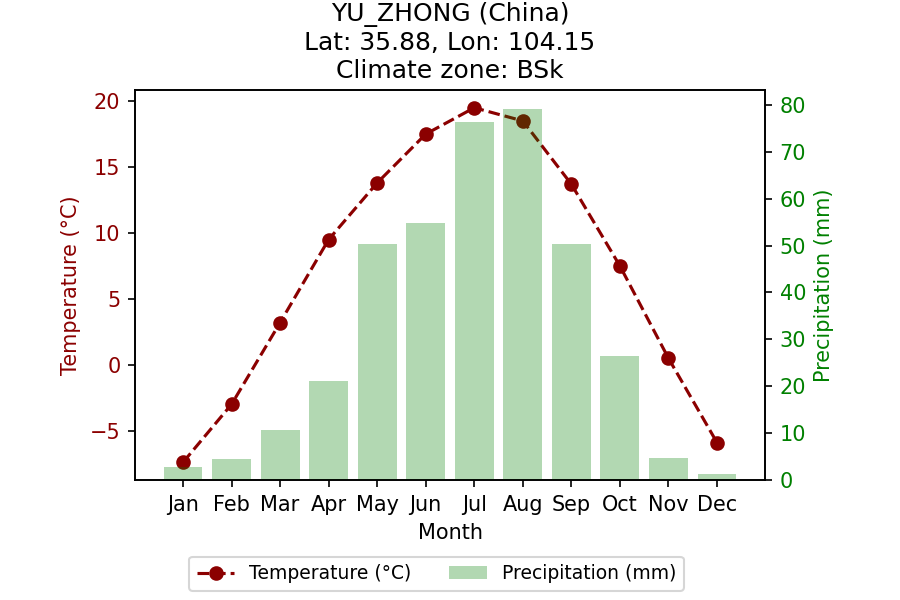 YU_ZHONG (China)
Lat: 35.88, Lon: 104.15
Climate zone: BSk
Temperature (°C)
20
15
10
5
0
−5
Precipitation (mm)
80
70
60
50
40
30
20
10
0
Jan Feb Mar Apr May Jun Jul Aug Sep Oct Nov Dec
Month
Temperature (°C) Precipitation (mm)